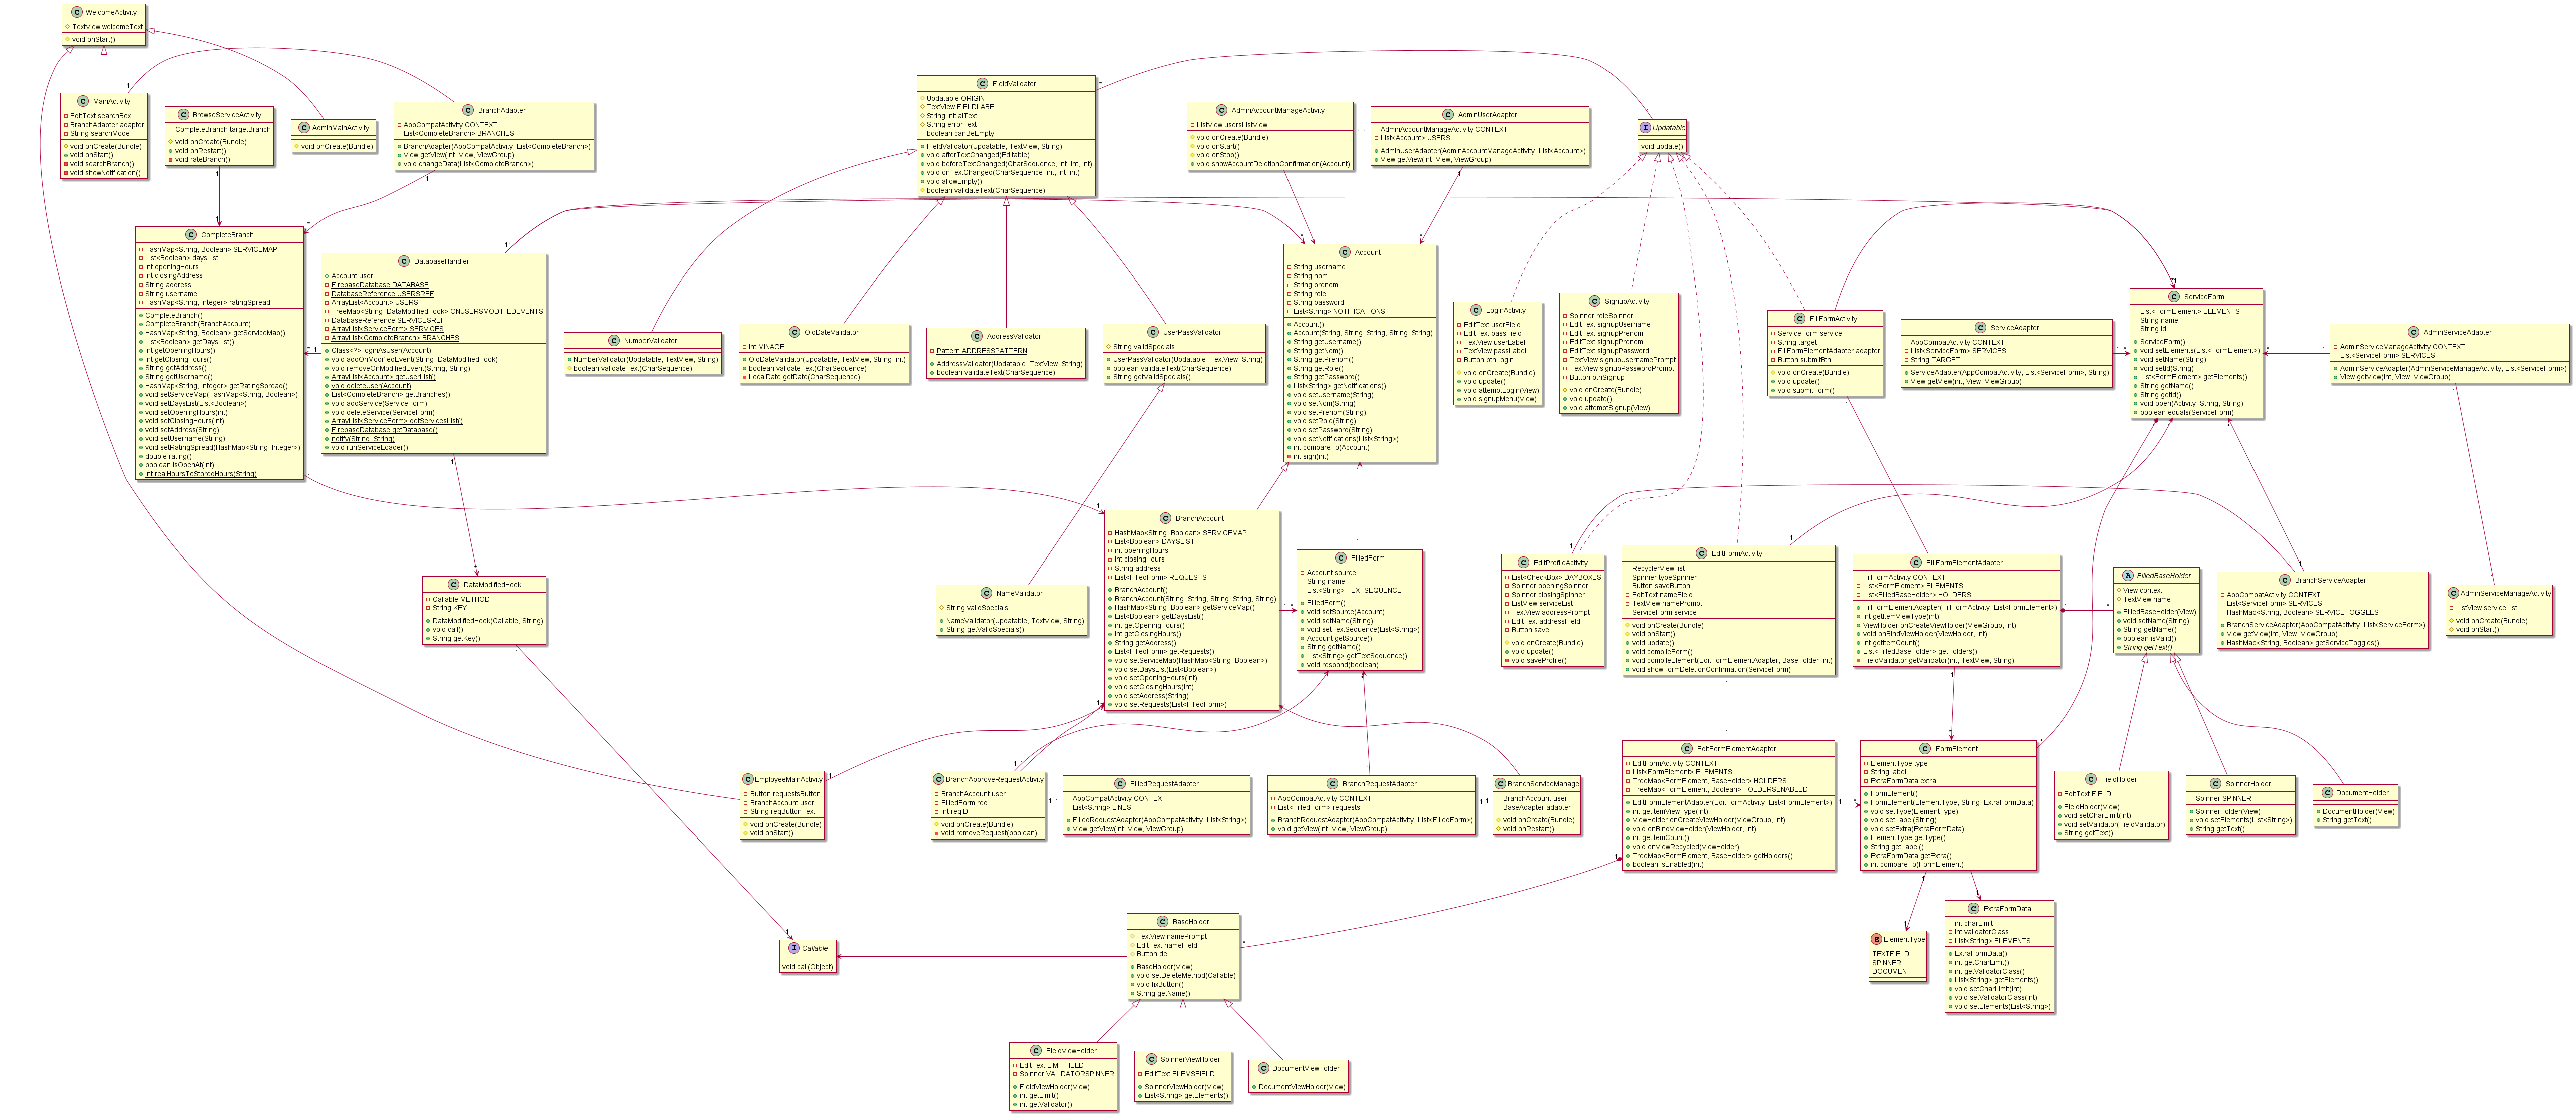 WelcomeActivity
TextView welcomeText
void onStart()
MainActivity
EditText searchBox
BranchAdapter adapter
String searchMode
void onCreate(Bundle)
void onStart()
void searchBranch()
void showNotification()
BrowseServiceActivity
CompleteBranch targetBranch
void onCreate(Bundle)
void onRestart()
void rateBranch()
AdminMainActivity
void onCreate(Bundle)
BranchAdapter
AppCompatActivity CONTEXT
List<CompleteBranch> BRANCHES
BranchAdapter(AppCompatActivity, List<CompleteBranch>)
View getView(int, View, ViewGroup)
void changeData(List<CompleteBranch>)
FieldValidator
Updatable ORIGIN
TextView FIELDLABEL
String initialText
String errorText
boolean canBeEmpty
FieldValidator(Updatable, TextView, String)
void afterTextChanged(Editable)
void beforeTextChanged(CharSequence, int, int, int)
void onTextChanged(CharSequence, int, int, int)
void allowEmpty()
boolean validateText(CharSequence)
AdminAccountManageActivity
ListView usersListView
void onCreate(Bundle)
void onStart()
void onStop()
void showAccountDeletionConfirmation(Account)
AdminUserAdapter
AdminAccountManageActivity CONTEXT
List<Account> USERS
AdminUserAdapter(AdminAccountManageActivity, List<Account>)
View getView(int, View, ViewGroup)
Updatable
void update()
CompleteBranch
HashMap<String, Boolean> SERVICEMAP
List<Boolean> daysList
int openingHours
int closingAddress
String address
String username
HashMap<String, Integer> ratingSpread
CompleteBranch()
CompleteBranch(BranchAccount)
HashMap<String, Boolean> getServiceMap()
List<Boolean> getDaysList()
int getOpeningHours()
int getClosingHours()
String getAddress()
String getUsername()
HashMap<String, Integer> getRatingSpread()
void setServiceMap(HashMap<String, Boolean>)
void setDaysList(List<Boolean>)
void setOpeningHours(int)
void setClosingHours(int)
void setAddress(String)
void setUsername(String)
void setRatingSpread(HashMap<String, Integer>)
double rating()
boolean isOpenAt(int)
int realHoursToStoredHours(String)
DatabaseHandler
Account user
FirebaseDatabase DATABASE
DatabaseReference USERSREF
ArrayList<Account> USERS
TreeMap<String, DataModifiedHook> ONUSERSMODIFIEDEVENTS
DatabaseReference SERVICESREF
ArrayList<ServiceForm> SERVICES
ArrayList<CompleteBranch> BRANCHES
Class<?> loginAsUser(Account)
void addOnModifiedEvent(String, DataModifiedHook)
void removeOnModifiedEvent(String, String)
ArrayList<Account> getUserList()
void deleteUser(Account)
List<CompleteBranch> getBranches()
void addService(ServiceForm)
void deleteService(ServiceForm)
ArrayList<ServiceForm> getServicesList()
FirebaseDatabase getDatabase()
notify(String, String)
void runServiceLoader()
NumberValidator
NumberValidator(Updatable, TextView, String)
boolean validateText(CharSequence)
OldDateValidator
int MINAGE
OldDateValidator(Updatable, TextView, String, int)
boolean validateText(CharSequence)
LocalDate getDate(CharSequence)
AddressValidator
Pattern ADDRESSPATTERN
AddressValidator(Updatable, TextView, String)
boolean validateText(CharSequence)
UserPassValidator
String validSpecials
UserPassValidator(Updatable, TextView, String)
boolean validateText(CharSequence)
String getValidSpecials()
Account
String username
String nom
String prenom
String role
String password
List<String> NOTIFICATIONS
Account()
Account(String, String, String, String, String)
String getUsername()
String getNom()
String getPrenom()
String getRole()
String getPassword()
List<String> getNotifications()
void setUsername(String)
void setNom(String)
void setPrenom(String)
void setRole(String)
void setPassword(String)
void setNotifications(List<String>)
int compareTo(Account)
int sign(int)
LoginActivity
EditText userField
EditText passField
TextView userLabel
TextView passLabel
Button btnLogin
void onCreate(Bundle)
void update()
void attemptLogin(View)
void signupMenu(View)
SignupActivity
Spinner roleSpinner
EditText signupUsername
EditText signupPrenom
EditText signupPrenom
EditText signupPassword
TextView signupUsernamePrompt
TextView signupPasswordPrompt
Button btnSignup
void onCreate(Bundle)
void update()
void attemptSignup(View)
FillFormActivity
ServiceForm service
String target
FillFormElementAdapter adapter
Button submitBtn
void onCreate(Bundle)
void update()
void submitForm()
ServiceAdapter
AppCompatActivity CONTEXT
List<ServiceForm> SERVICES
String TARGET
ServiceAdapter(AppCompatActivity, List<ServiceForm>, String)
View getView(int, View, ViewGroup)
ServiceForm
List<FormElement> ELEMENTS
String name
String id
ServiceForm()
void setElements(List<FormElement>)
void setName(String)
void setId(String)
List<FormElement> getElements()
String getName()
String getId()
void open(Activity, String, String)
boolean equals(ServiceForm)
AdminServiceAdapter
AdminServiceManageActivity CONTEXT
List<ServiceForm> SERVICES
AdminServiceAdapter(AdminServiceManageActivity, List<ServiceForm>)
View getView(int, View, ViewGroup)
DataModifiedHook
Callable METHOD
String KEY
DataModifiedHook(Callable, String)
void call()
String getKey()
NameValidator
String validSpecials
NameValidator(Updatable, TextView, String)
String getValidSpecials()
BranchAccount
HashMap<String, Boolean> SERVICEMAP
List<Boolean> DAYSLIST
int openingHours
int closingHours
String address
List<FilledForm> REQUESTS
BranchAccount()
BranchAccount(String, String, String, String, String)
HashMap<String, Boolean> getServiceMap()
List<Boolean> getDaysList()
int getOpeningHours()
int getClosingHours()
String getAddress()
List<FilledForm> getRequests()
void setServiceMap(HashMap<String, Boolean>)
void setDaysList(List<Boolean>)
void setOpeningHours(int)
void setClosingHours(int)
void setAddress(String)
void setRequests(List<FilledForm>)
FilledForm
Account source
String name
List<String> TEXTSEQUENCE
FilledForm()
void setSource(Account)
void setName(String)
void setTextSequence(List<String>)
Account getSource()
String getName()
List<String> getTextSequence()
void respond(boolean)
EditProfileActivity
List<CheckBox> DAYBOXES
Spinner openingSpinner
Spinner closingSpinner
ListView serviceList
TextView addressPrompt
EditText addressField
Button save
void onCreate(Bundle)
void update()
void saveProfile()
EditFormActivity
RecyclerView list
Spinner typeSpinner
Button saveButton
EditText nameField
TextView namePrompt
ServiceForm service
void onCreate(Bundle)
void onStart()
void update()
void compileForm()
void compileElement(EditFormElementAdapter, BaseHolder, int)
void showFormDeletionConfirmation(ServiceForm)
FillFormElementAdapter
FillFormActivity CONTEXT
List<FormElement> ELEMENTS
List<FilledBaseHolder> HOLDERS
FillFormElementAdapter(FillFormActivity, List<FormElement>)
int getItemViewType(int)
ViewHolder onCreateViewHolder(ViewGroup, int)
void onBindViewHolder(ViewHolder, int)
int getItemCount()
List<FilledBaseHolder> getHolders()
FieldValidator getValidator(int, TextView, String)
FilledBaseHolder
View context
TextView name
FilledBaseHolder(View)
void setName(String)
String getName()
boolean isValid()
String getText()
BranchServiceAdapter
AppCompatActivity CONTEXT
List<ServiceForm> SERVICES
HashMap<String, Boolean> SERVICETOGGLES
BranchServiceAdapter(AppCompatActivity, List<ServiceForm>)
View getView(int, View, ViewGroup)
HashMap<String, Boolean> getServiceToggles()
AdminServiceManageActivity
ListView serviceList
void onCreate(Bundle)
void onStart()
EmployeeMainActivity
Button requestsButton
BranchAccount user
String reqButtonText
void onCreate(Bundle)
void onStart()
BranchApproveRequestActivity
BranchAccount user
FilledForm req
int reqID
void onCreate(Bundle)
void removeRequest(boolean)
FilledRequestAdapter
AppCompatActivity CONTEXT
List<String> LINES
FilledRequestAdapter(AppCompatActivity, List<String>)
View getView(int, View, ViewGroup)
BranchRequestAdapter
AppCompatActivity CONTEXT
List<FilledForm> requests
BranchRequestAdapter(AppCompatActivity, List<FilledForm>)
void getView(int, View, ViewGroup)
BranchServiceManage
BranchAccount user
BaseAdapter adapter
void onCreate(Bundle)
void onRestart()
EditFormElementAdapter
EditFormActivity CONTEXT
List<FormElement> ELEMENTS
TreeMap<FormElement, BaseHolder> HOLDERS
TreeMap<FormElement, Boolean> HOLDERSENABLED
EditFormElementAdapter(EditFormActivity, List<FormElement>)
int getItemViewType(int)
ViewHolder onCreateViewHolder(ViewGroup, int)
void onBindViewHolder(ViewHolder, int)
int getItemCount()
void onViewRecycled(ViewHolder)
TreeMap<FormElement, BaseHolder> getHolders()
boolean isEnabled(int)
FormElement
ElementType type
String label
ExtraFormData extra
FormElement()
FormElement(ElementType, String, ExtraFormData)
void setType(ElementType)
void setLabel(String)
void setExtra(ExtraFormData)
ElementType getType()
String getLabel()
ExtraFormData getExtra()
int compareTo(FormElement)
FieldHolder
EditText FIELD
FieldHolder(View)
void setCharLimit(int)
void setValidator(FieldValidator)
String getText()
SpinnerHolder
Spinner SPINNER
SpinnerHolder(View)
void setElements(List<String>)
String getText()
DocumentHolder
DocumentHolder(View)
String getText()
Callable
void call(Object)
BaseHolder
TextView namePrompt
EditText nameField
Button del
BaseHolder(View)
void setDeleteMethod(Callable)
void fixButton()
String getName()
ElementType
TEXTFIELD
SPINNER
DOCUMENT
ExtraFormData
int charLimit
int validatorClass
List<String> ELEMENTS
ExtraFormData()
int getCharLimit()
int getValidatorClass()
List<String> getElements()
void setCharLimit(int)
void setValidatorClass(int)
void setElements(List<String>)
FieldViewHolder
EditText LIMITFIELD
Spinner VALIDATORSPINNER
FieldViewHolder(View)
int getLimit()
int getValidator()
SpinnerViewHolder
EditText ELEMSFIELD
SpinnerViewHolder(View)
List<String> getElements()
DocumentViewHolder
DocumentViewHolder(View)